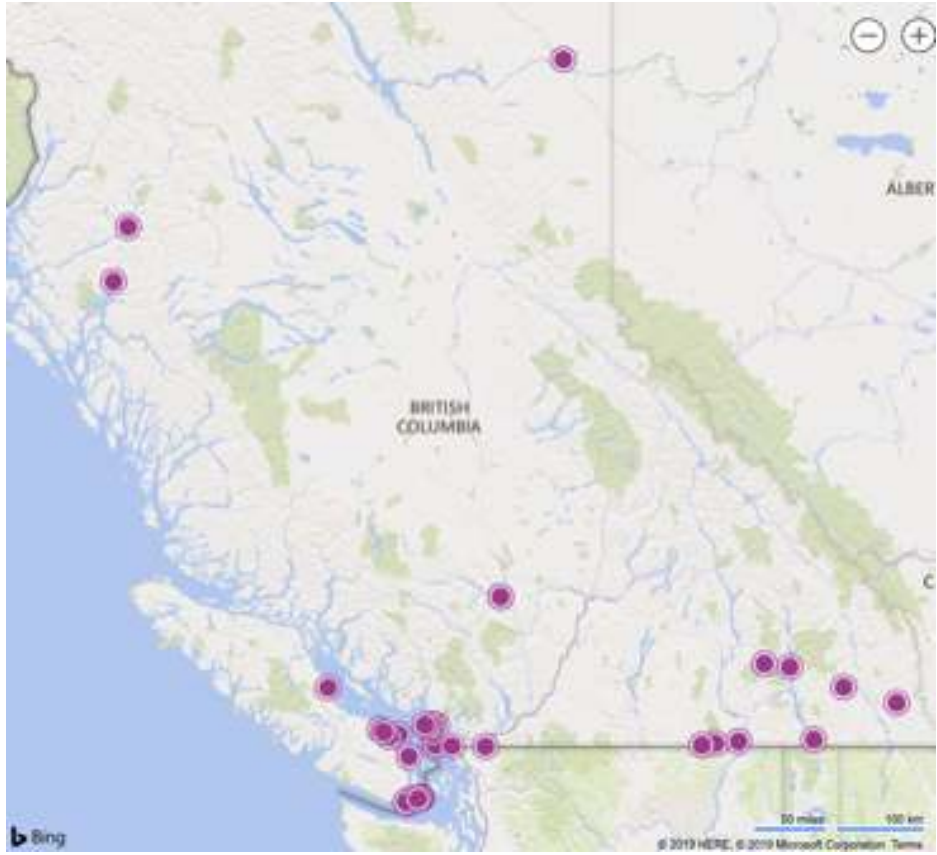 ALBER
BRITISH
COLUMBIA
C
50 miles
100 km
Bing
© 2019 HERE, © 2019 Microsoft Corporation Terms